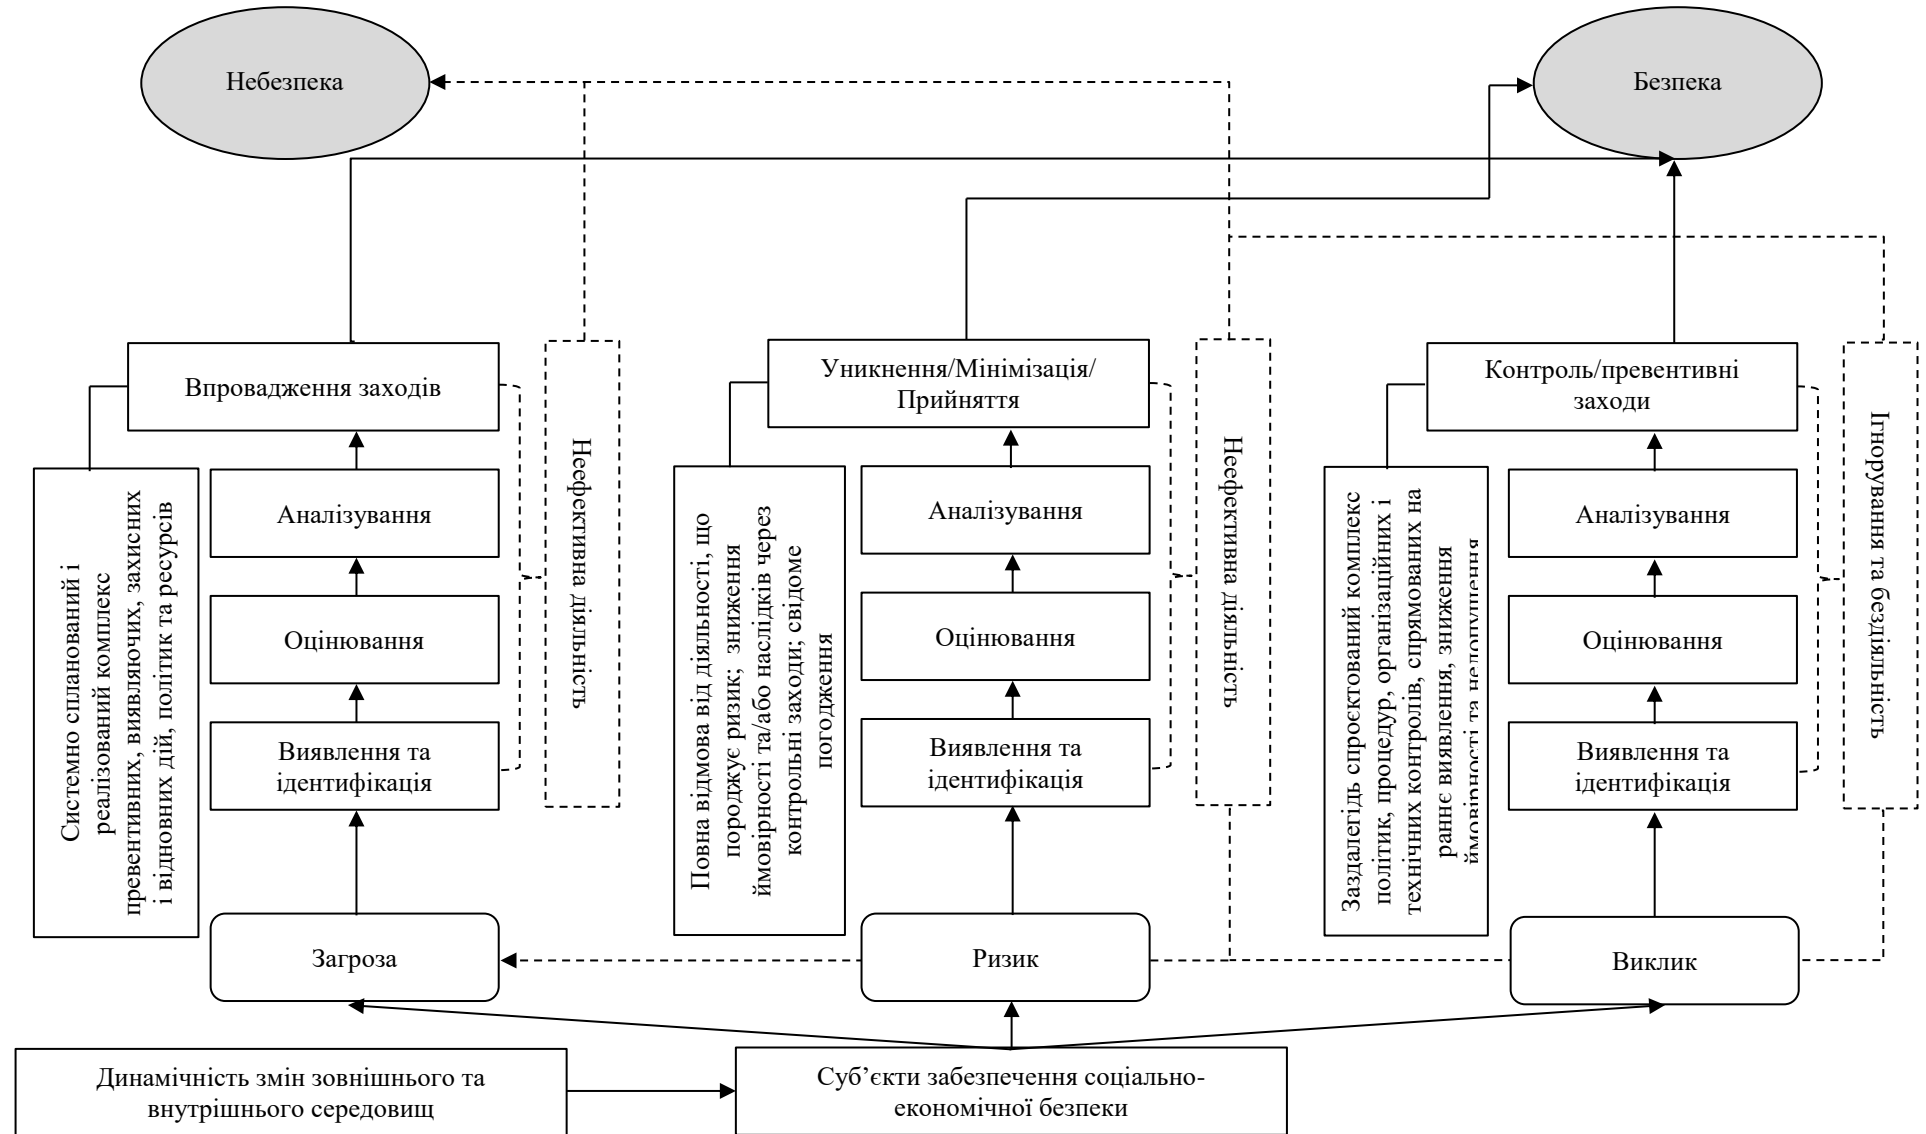 Небезпека
Безпека
Впровадження заходів
Уникнення/Мінімізація/
Прийняття
Контроль/превентивні
заходи
Системно спланований і
реалізований комплекс
превентивних, виявляючих, захисних
і відновних дій, політик та ресурсів
Аналізування
Оцінювання
Виявлення та
ідентифікація
Неефективна діяльність
Повна відмова від діяльності, що
породжує ризик; зниження
ймовірності та/або наслідків через
контрольні заходи; свідоме
погодження
Аналізування
Оцінювання
Виявлення та
ідентифікація
Неефективна діяльність
Заздалегідь спроєктований комплекс
політик, процедур, організаційних і
технічних контролів, спрямованих на
раннє виявлення, зниження
ймовірності та недопущення
Аналізування
Оцінювання
Виявлення та
ідентифікація
Ігнорування та бездіяльність
Загроза
Ризик
Виклик
Динамічність змін зовнішнього та
внутрішнього середовищ
Суб’єкти забезпечення соціально-
економічної безпеки